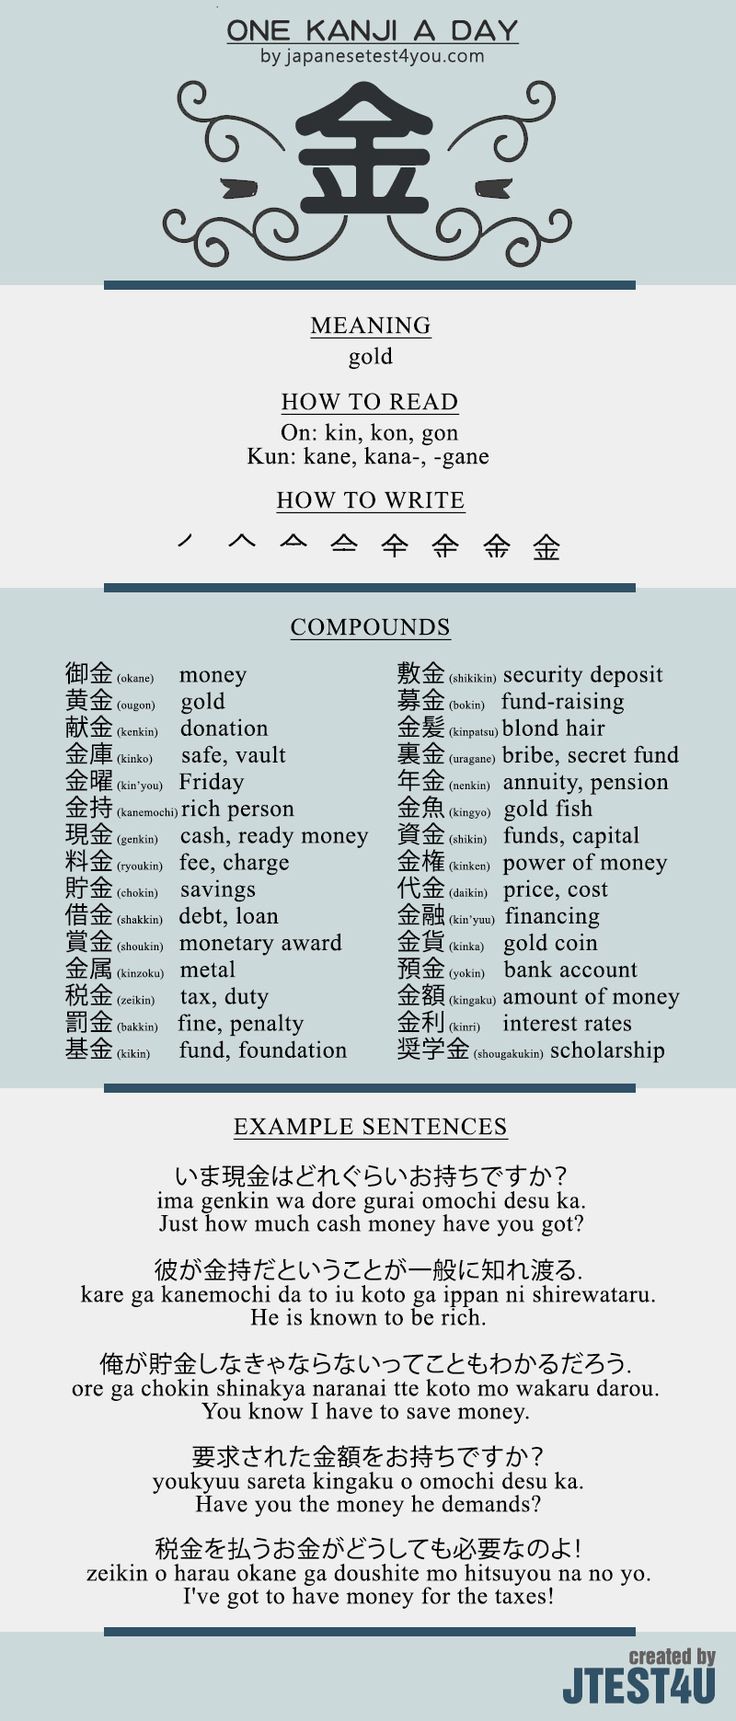 ONE KANJI A DAY
by japanesetest4you.com
金
MEANING
gold
HOW TO READ
On: kin, kon, gon
Kun: kane, kana-, -gane
HOW TO WRITE
金
COMPOUNDS
御金 (okane) money
黄金 (ougon) gold
献金 (kenkin) donation
金庫 (kinko) safe, vault
金曜 (kin'you) Friday
金持 (kanemochi) rich person
現金 (genkin) cash, ready money
料金 (ryoukin) fee, charge
貯金 (chokin) savings
借金 (shakkin) debt, loan
賞金 (shoukin) monetary award
金属 (kinzoku) metal
税金 (zeikin) tax, duty
罰金 (bakkin) fine, penalty
基金 (kikin) fund, foundation
敷金 (shikikin) security deposit
募金 (bokin) fund-raising
金髪 (kinpatsu) blond hair
裏金 (uragane) bribe, secret fund
年金 (nenkin) annuity, pension
金魚 (kingyo) gold fish
資金 (shikin) funds, capital
金権 (kinken) power of money
代金 (daikin) price, cost
金融 (kin'yuu) financing
金貨 (kinka) gold coin
預金 (yokin) bank account
金額 (kingaku) amount of money
金利 (kinri) interest rates
奨学金 (shougakukin) scholarship
EXAMPLE SENTENCES
いま現金はどれぐらいお持ちですか?
ima genkin wa dore gurai omochi desu ka.
Just how much cash money have you got?
彼が金持だということが一般に知れ渡る.
kare ga kanemochi da to iu koto ga ippan ni shirewataru.
He is known to be rich.
俺が貯金しなきゃならないってこともわかるだろう.
ore ga chokin shinakya naranai tte koto mo wakaru darou.
You know I have to save money.
要求された金額をお持ちですか?
youkyuu sareta kingaku o omochi desu ka.
Have you the money he demands?
税金を払うお金がどうしても必要なのよ!
zeikin o harau okane ga doushite mo hitsuyou na no yo.
I've got to have money for the taxes!
created by
JTEST4U